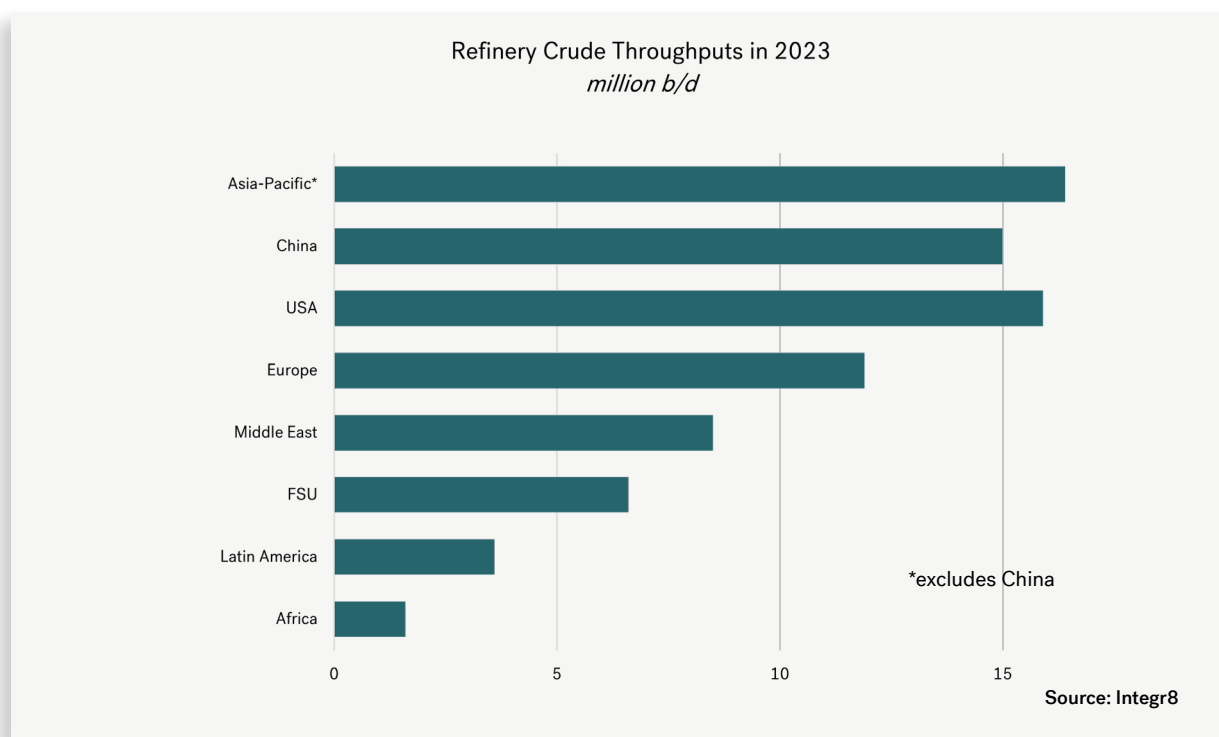 Refinery Crude Throughputs in 2023
million b/d
Asia-Pacific*
China
USA
Europe
Middle East
FSU
Latin America
*excludes China
Africa
0 5 10 15
Source: Integr8